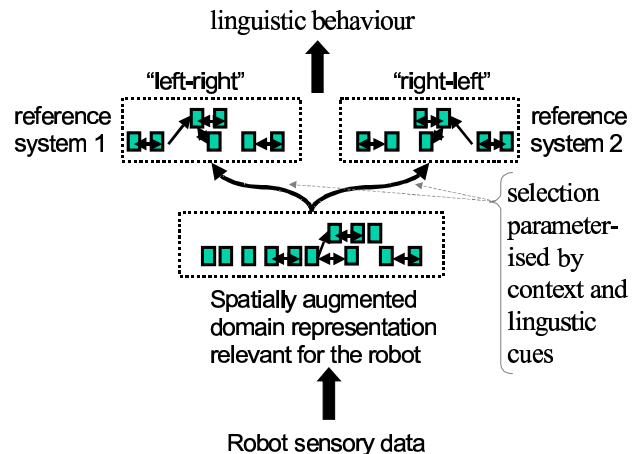 linguistic behaviour
“left-right”
“right-left”
reference
system 1
reference
system 2
selection
parameter-
ised by
context and
lingustic
cues
Spatially augmented
domain representation
relevant for the robot
Robot sensory data